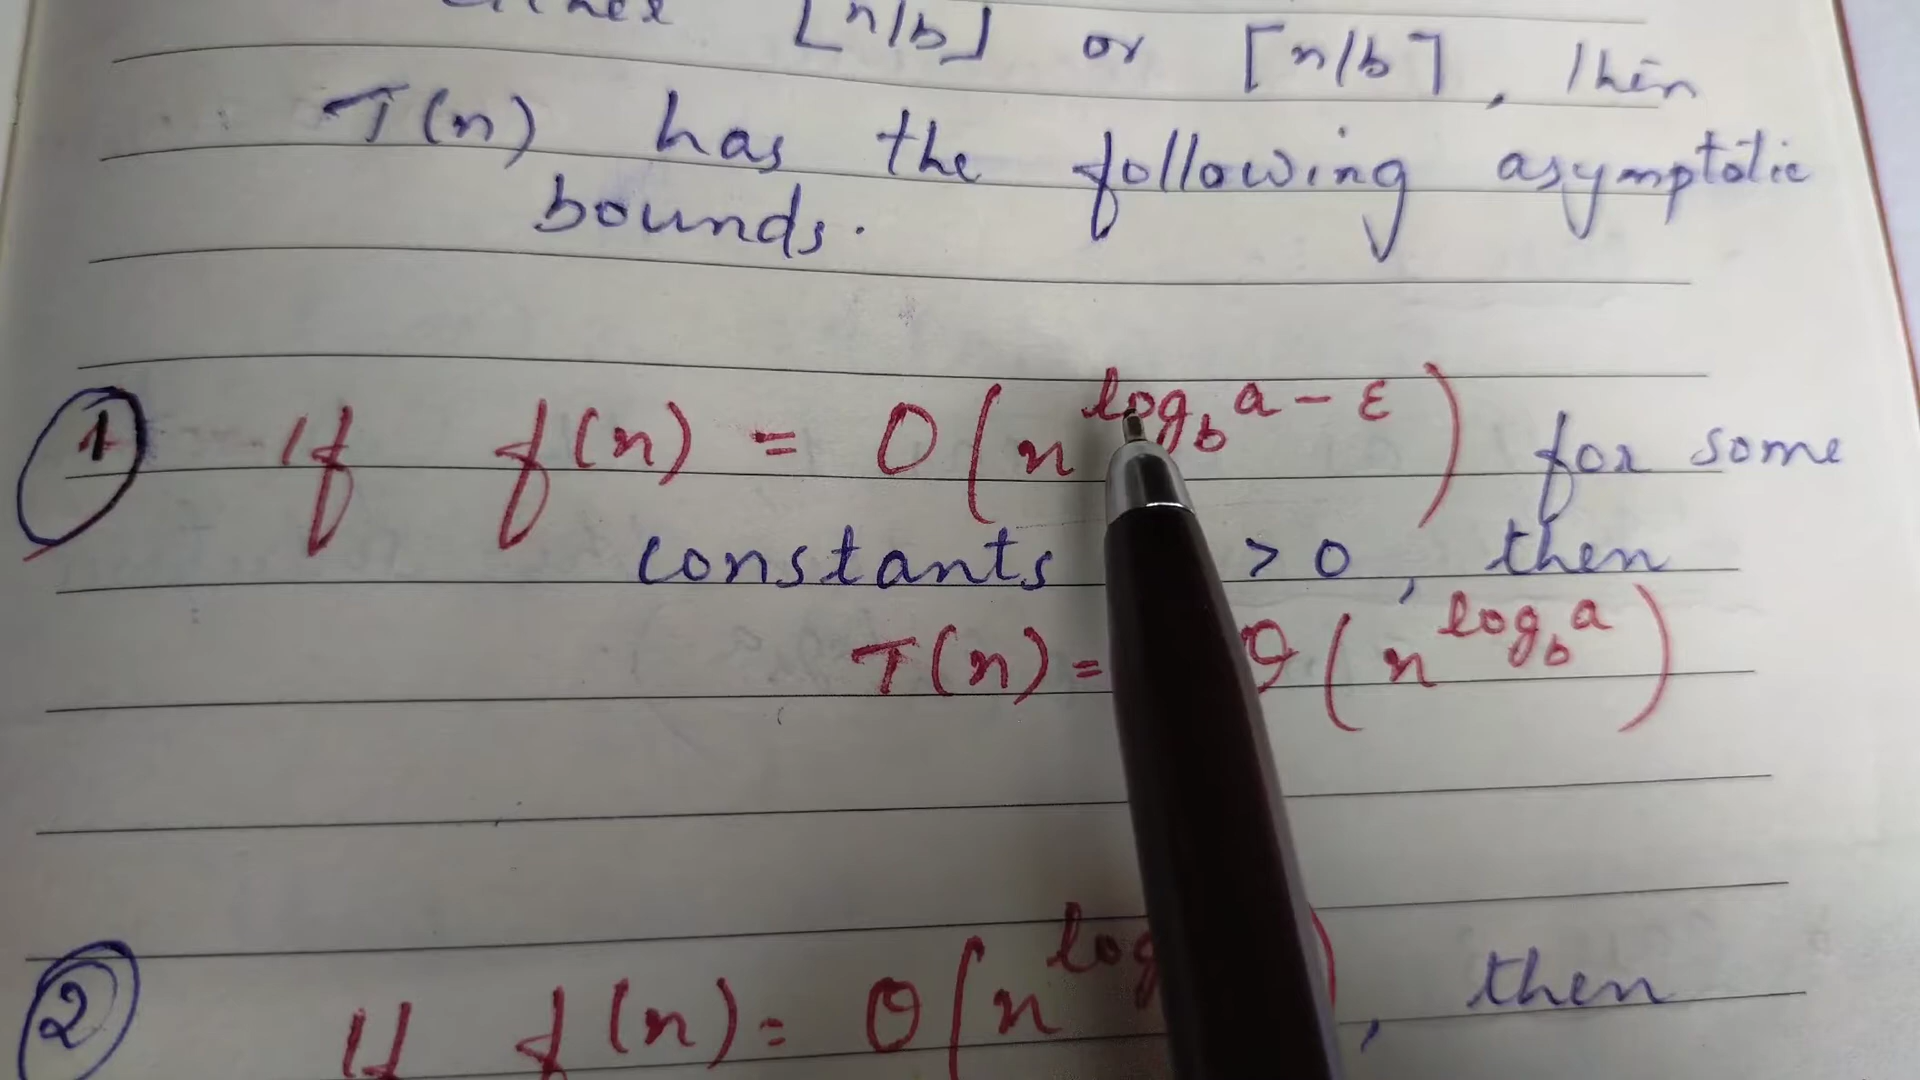 ⌊n/b⌋ or ⌈n/b⌉, then
T(n) has the following asymptotic
bounds.
① If f(n) = O(n^{log_b a - ε}) for some
constants > 0, then
T(n) = θ(n^{log_b a})
② If f(n) = θ(n^{log , then